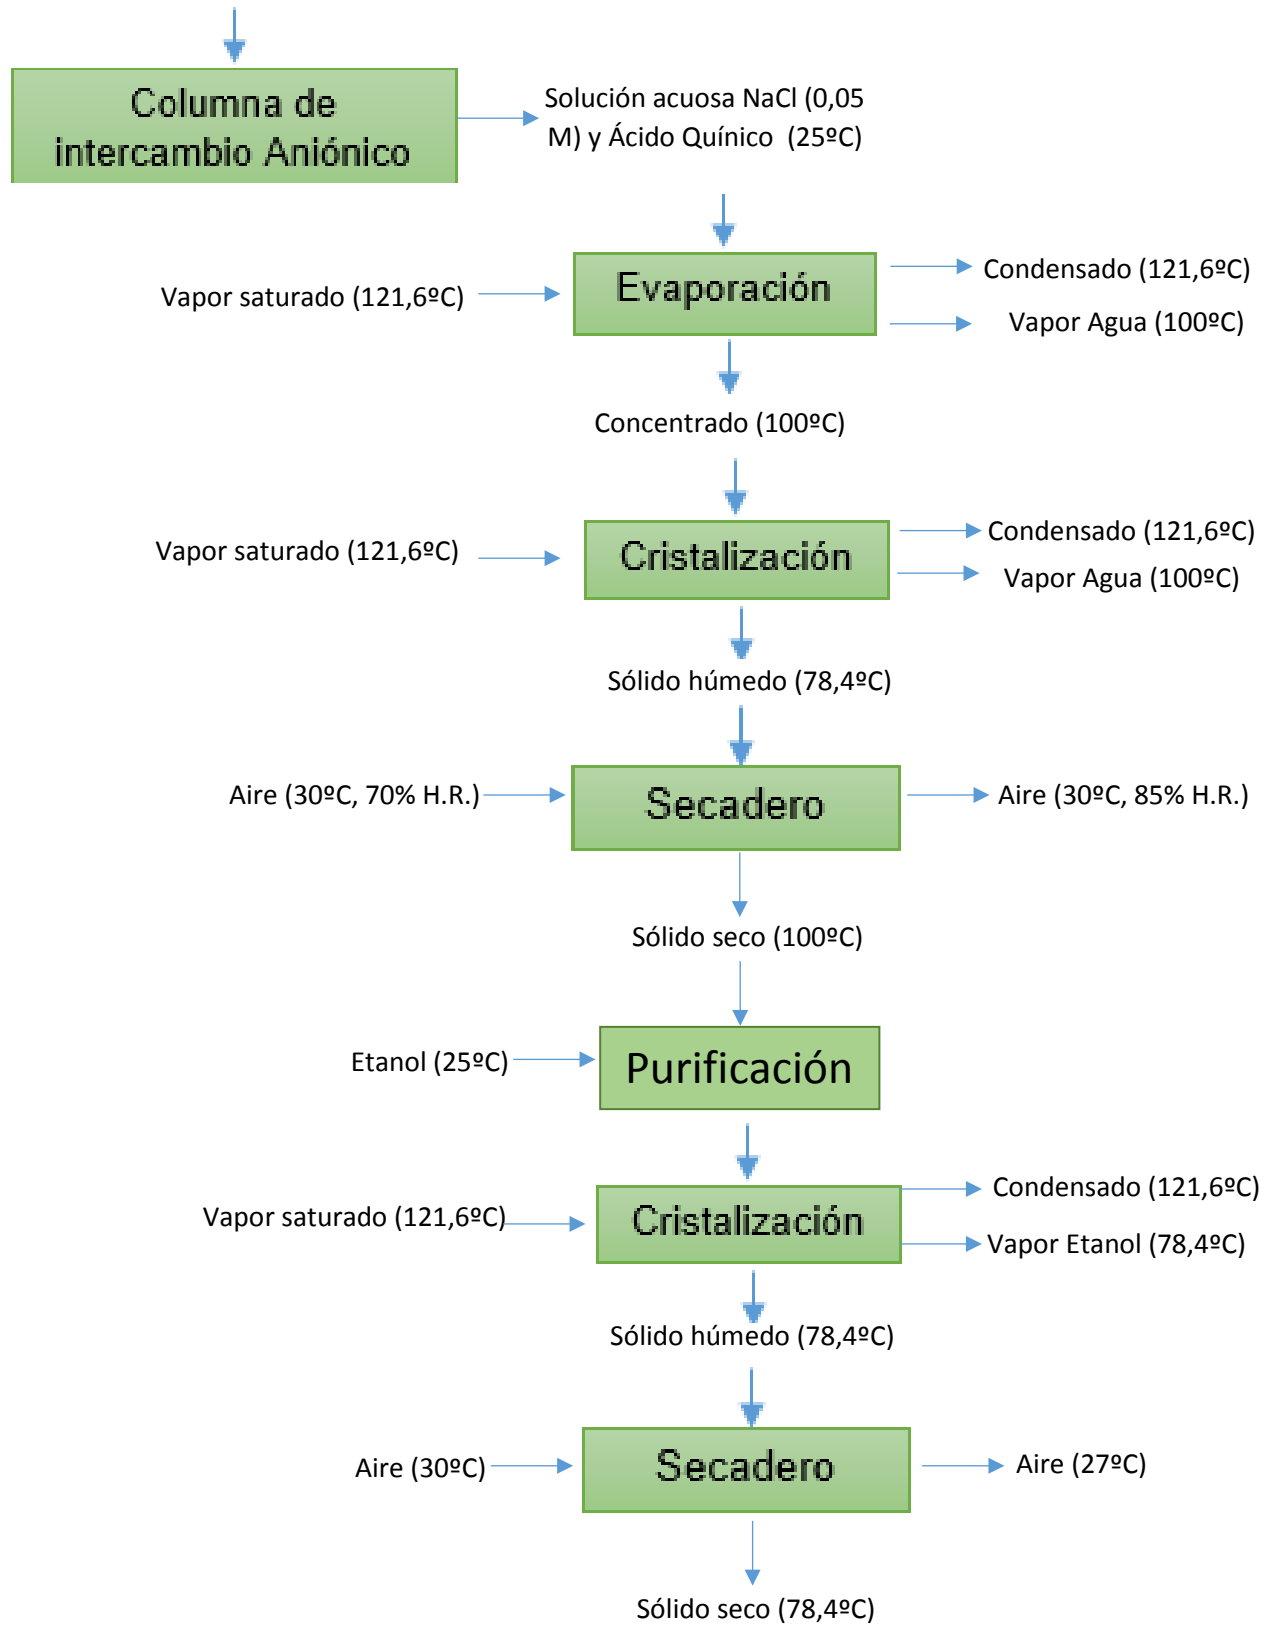 Columna de
intercambio Aniónico
Solución acuosa NaCl (0,05
M) y Ácido Quínico (25ºC)
Vapor saturado (121,6ºC)
Evaporación
Condensado (121,6ºC)
Vapor Agua (100ºC)
Concentrado (100ºC)
Vapor saturado (121,6ºC)
Cristalización
Condensado (121,6ºC)
Vapor Agua (100ºC)
Sólido húmedo (78,4ºC)
Aire (30ºC, 70% H.R.)
Secadero
Aire (30ºC, 85% H.R.)
Sólido seco (100ºC)
Etanol (25ºC)
Purificación
Vapor saturado (121,6ºC)
Cristalización
Condensado (121,6ºC)
Vapor Etanol (78,4ºC)
Sólido húmedo (78,4ºC)
Aire (30ºC)
Secadero
Aire (27ºC)
Sólido seco (78,4ºC)